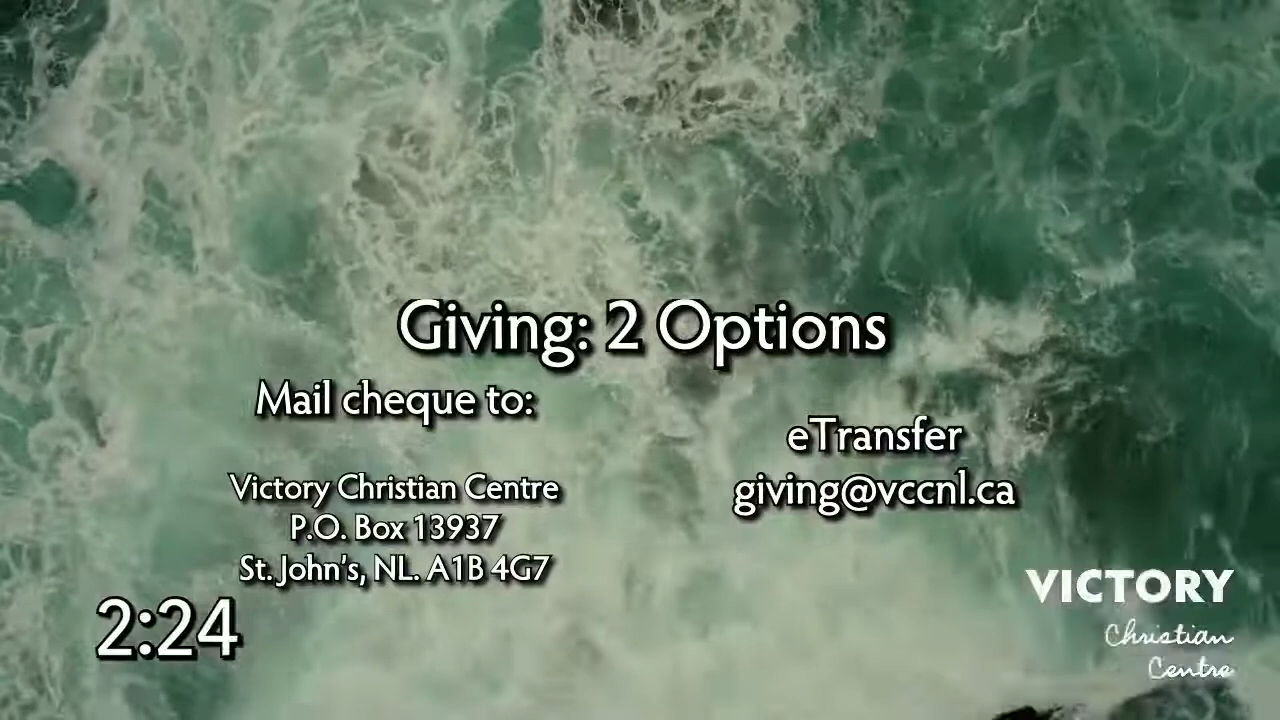 Giving: 2 Options
Mail cheque to:
Victory Christian Centre
P.O. Box 13937
St. John's, NL. A1B 4G7
eTransfer
giving@vccnl.ca
2:24
VICTORY
Christian
Centre